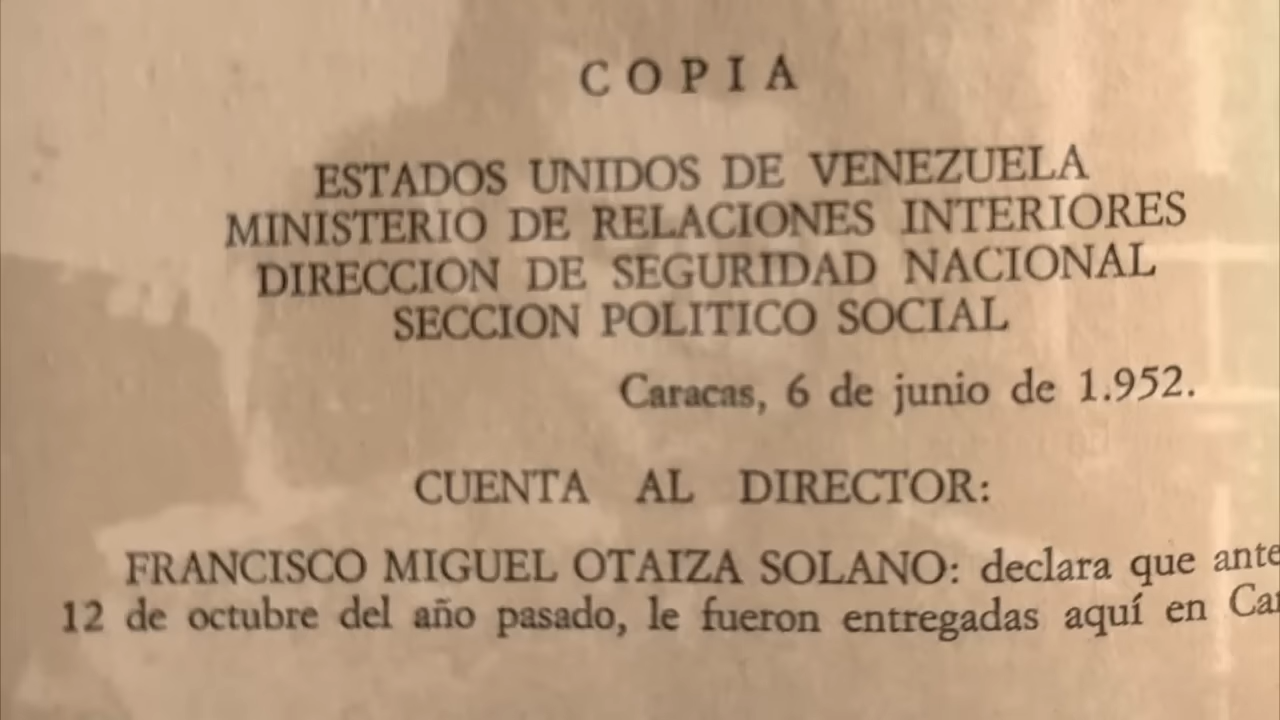 COPIA
ESTADOS UNIDOS DE VENEZUELA
MINISTERIO DE RELACIONES INTERIORES
DIRECCION DE SEGURIDAD NACIONAL
SECCION POLITICO SOCIAL
Caracas, 6 de junio de 1.952.
CUENTA AL DIRECTOR:
FRANCISCO MIGUEL OTAIZA SOLANO: declara que ante
12 de octubre del año pasado, le fueron entregadas aquí en